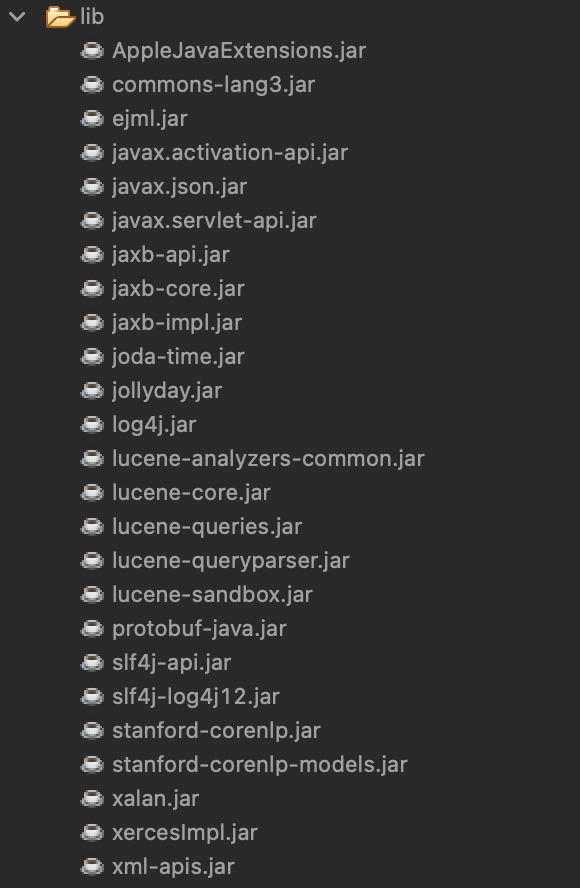 lib
AppleJavaExtensions.jar
commons-lang3.jar
ejml.jar
javax.activation-api.jar
javax.json.jar
javax.servlet-api.jar
jaxb-api.jar
jaxb-core.jar
jaxb-impl.jar
joda-time.jar
jollyday.jar
log4j.jar
lucene-analyzers-common.jar
lucene-core.jar
lucene-queries.jar
lucene-queryparser.jar
lucene-sandbox.jar
protobuf-java.jar
slf4j-api.jar
slf4j-log4j12.jar
stanford-corenlp.jar
stanford-corenlp-models.jar
xalan.jar
xercesImpl.jar
xml-apis.jar